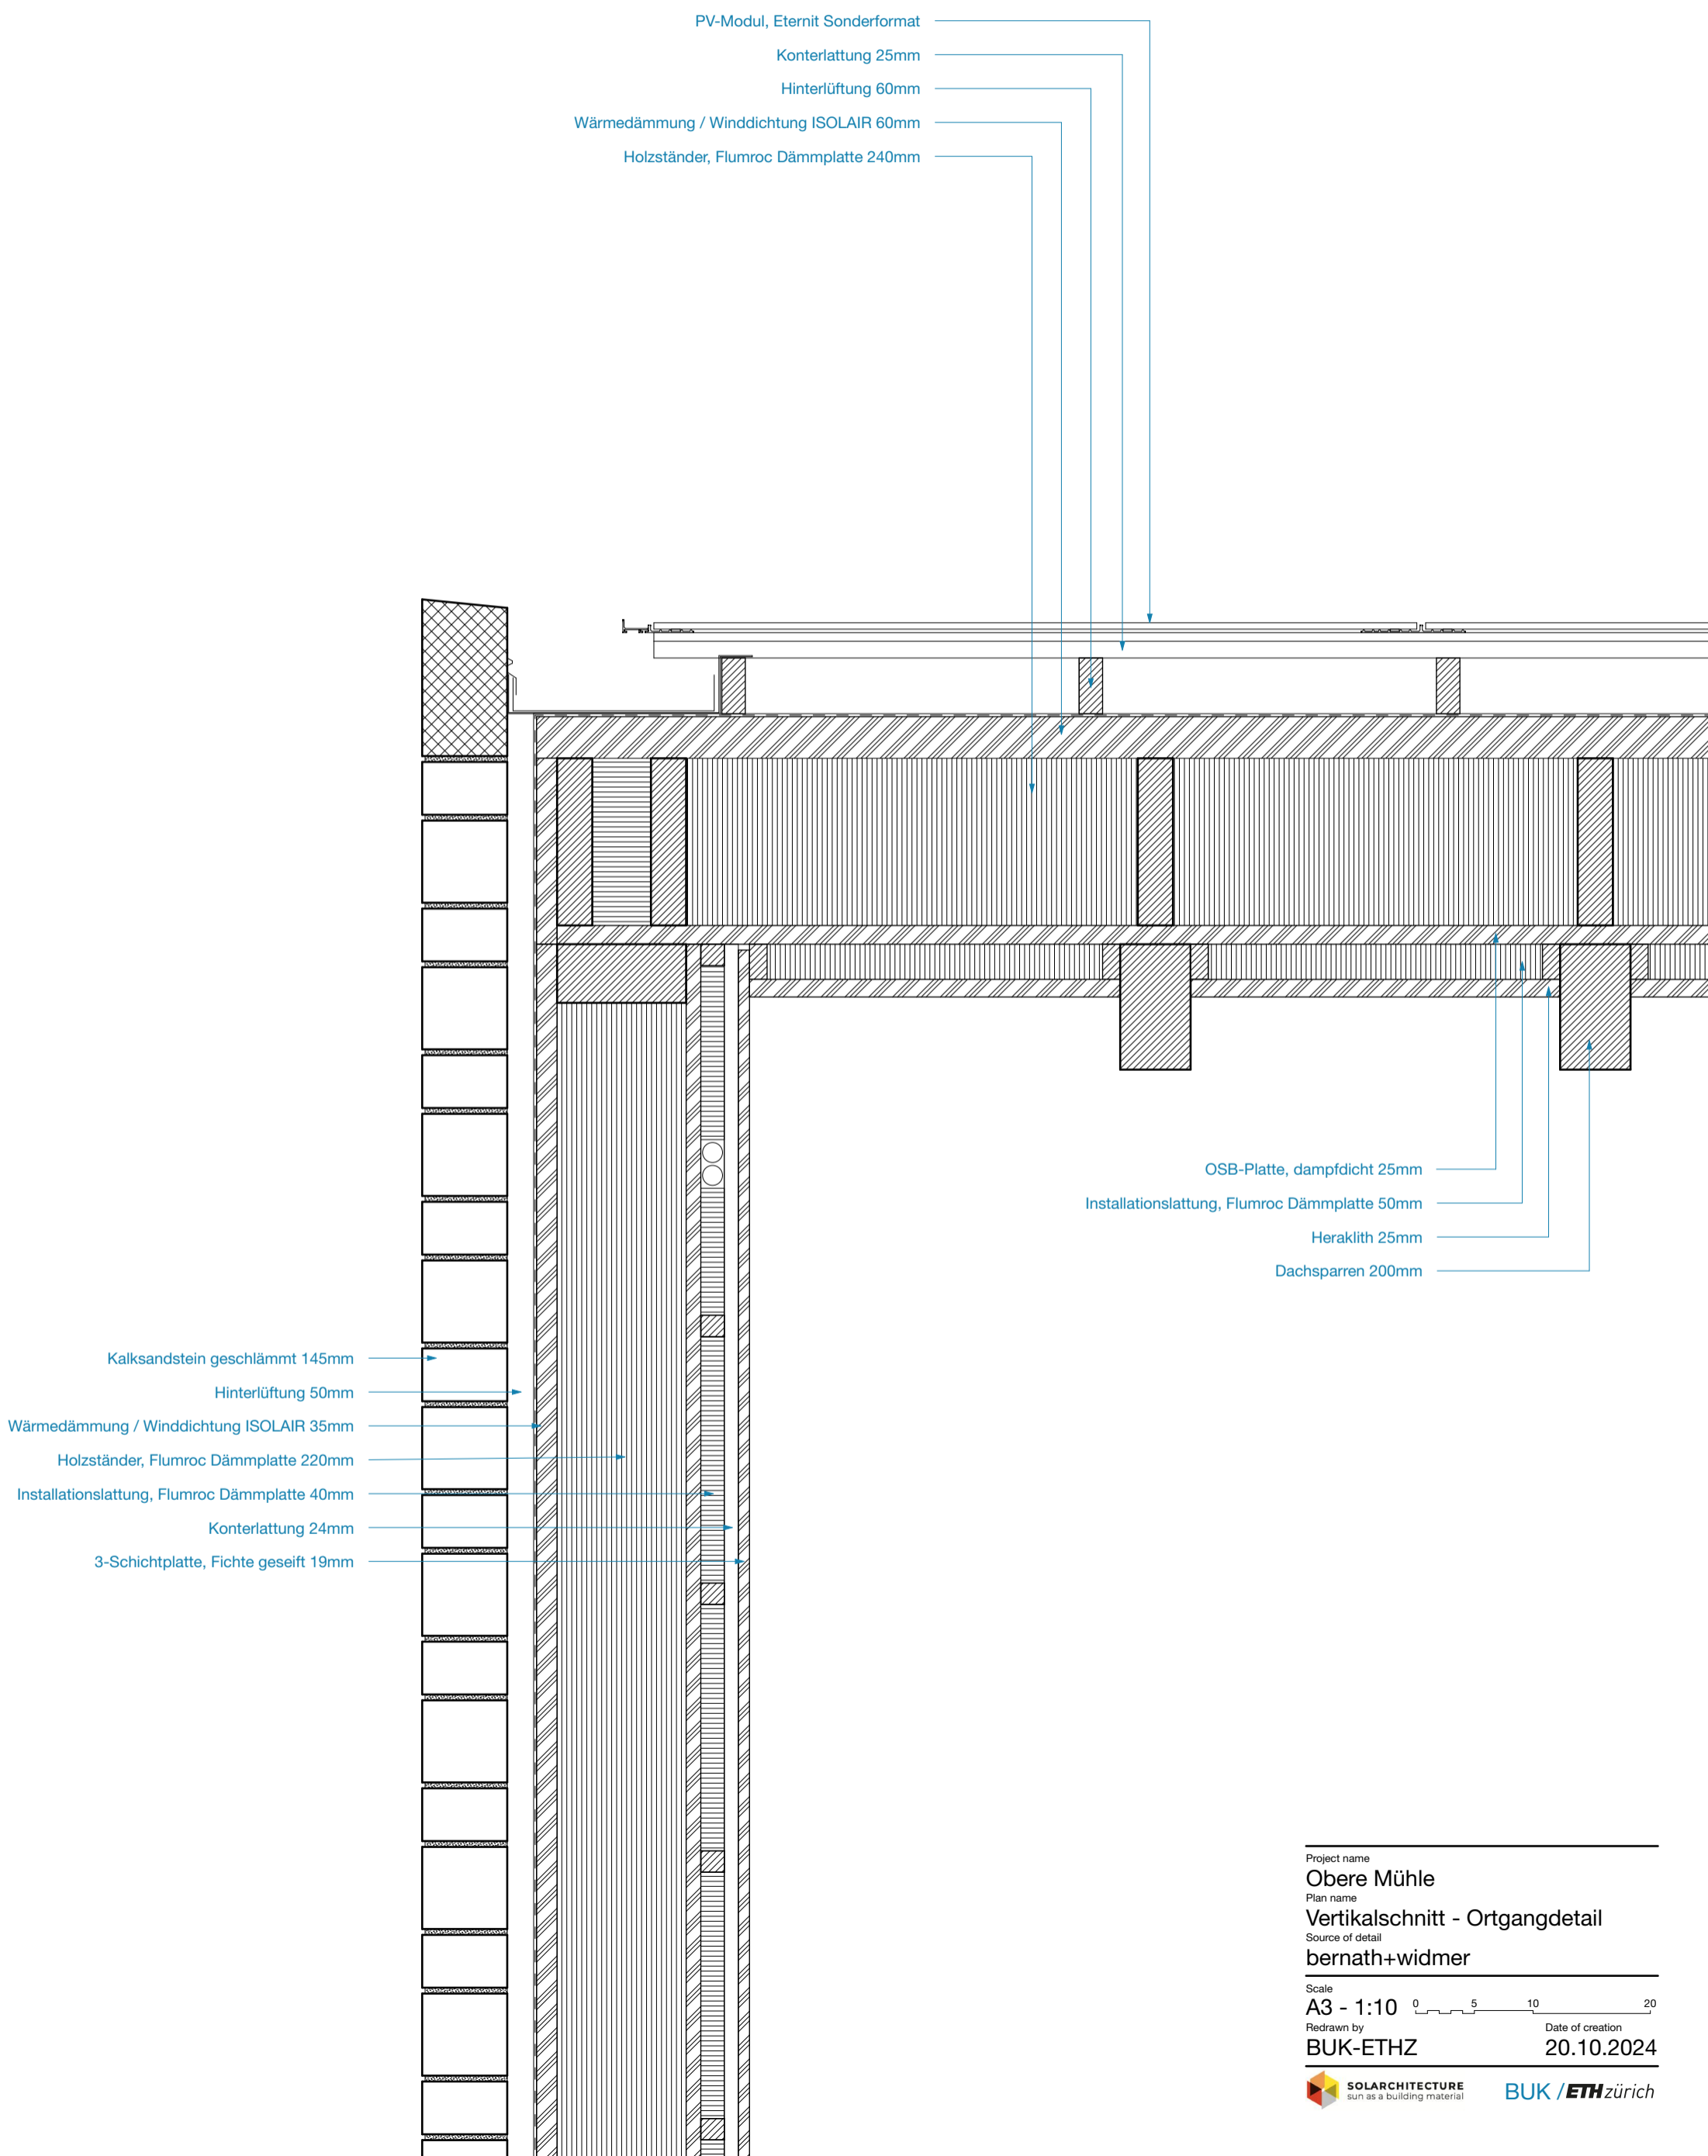 PV-Modul, Eternit Sonderformat
Konterlattung 25mm
Hinterlüftung 60mm
Wärmedämmung / Winddichtung ISOLAIR 60mm
Holzständer, Flumroc Dämmplatte 240mm
OSB-Platte, dampfdicht 25mm
Installationslattung, Flumroc Dämmplatte 50mm
Heraklith 25mm
Dachsparren 200mm
Kalksandstein geschlämmt 145mm
Hinterlüftung 50mm
Wärmedämmung / Winddichtung ISOLAIR 35mm
Holzständer, Flumroc Dämmplatte 220mm
Installationslattung, Flumroc Dämmplatte 40mm
Konterlattung 24mm
3-Schichtplatte, Fichte geseift 19mm
Project name
Obere Mühle
Plan name
Vertikalschnitt - Ortgangdetail
Source of detail
bernath+widmer
Scale
A3 - 1:10 0 5 10 20
Redrawn by Date of creation
BUK-ETHZ 20.10.2024
SOLARCHITECTURE
sun as a building material
BUK / ETH zürich